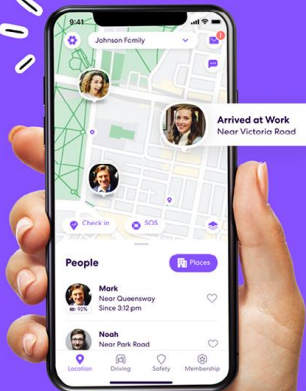 9:41
Johnson Family
1
Arrived at Work
Near Victoria Road
Check in
SOS
People
Places
Mark
Near Queensway
Since 3:12 pm
92%
Noah
Near Park Road
Location
Driving
Safety
Membership